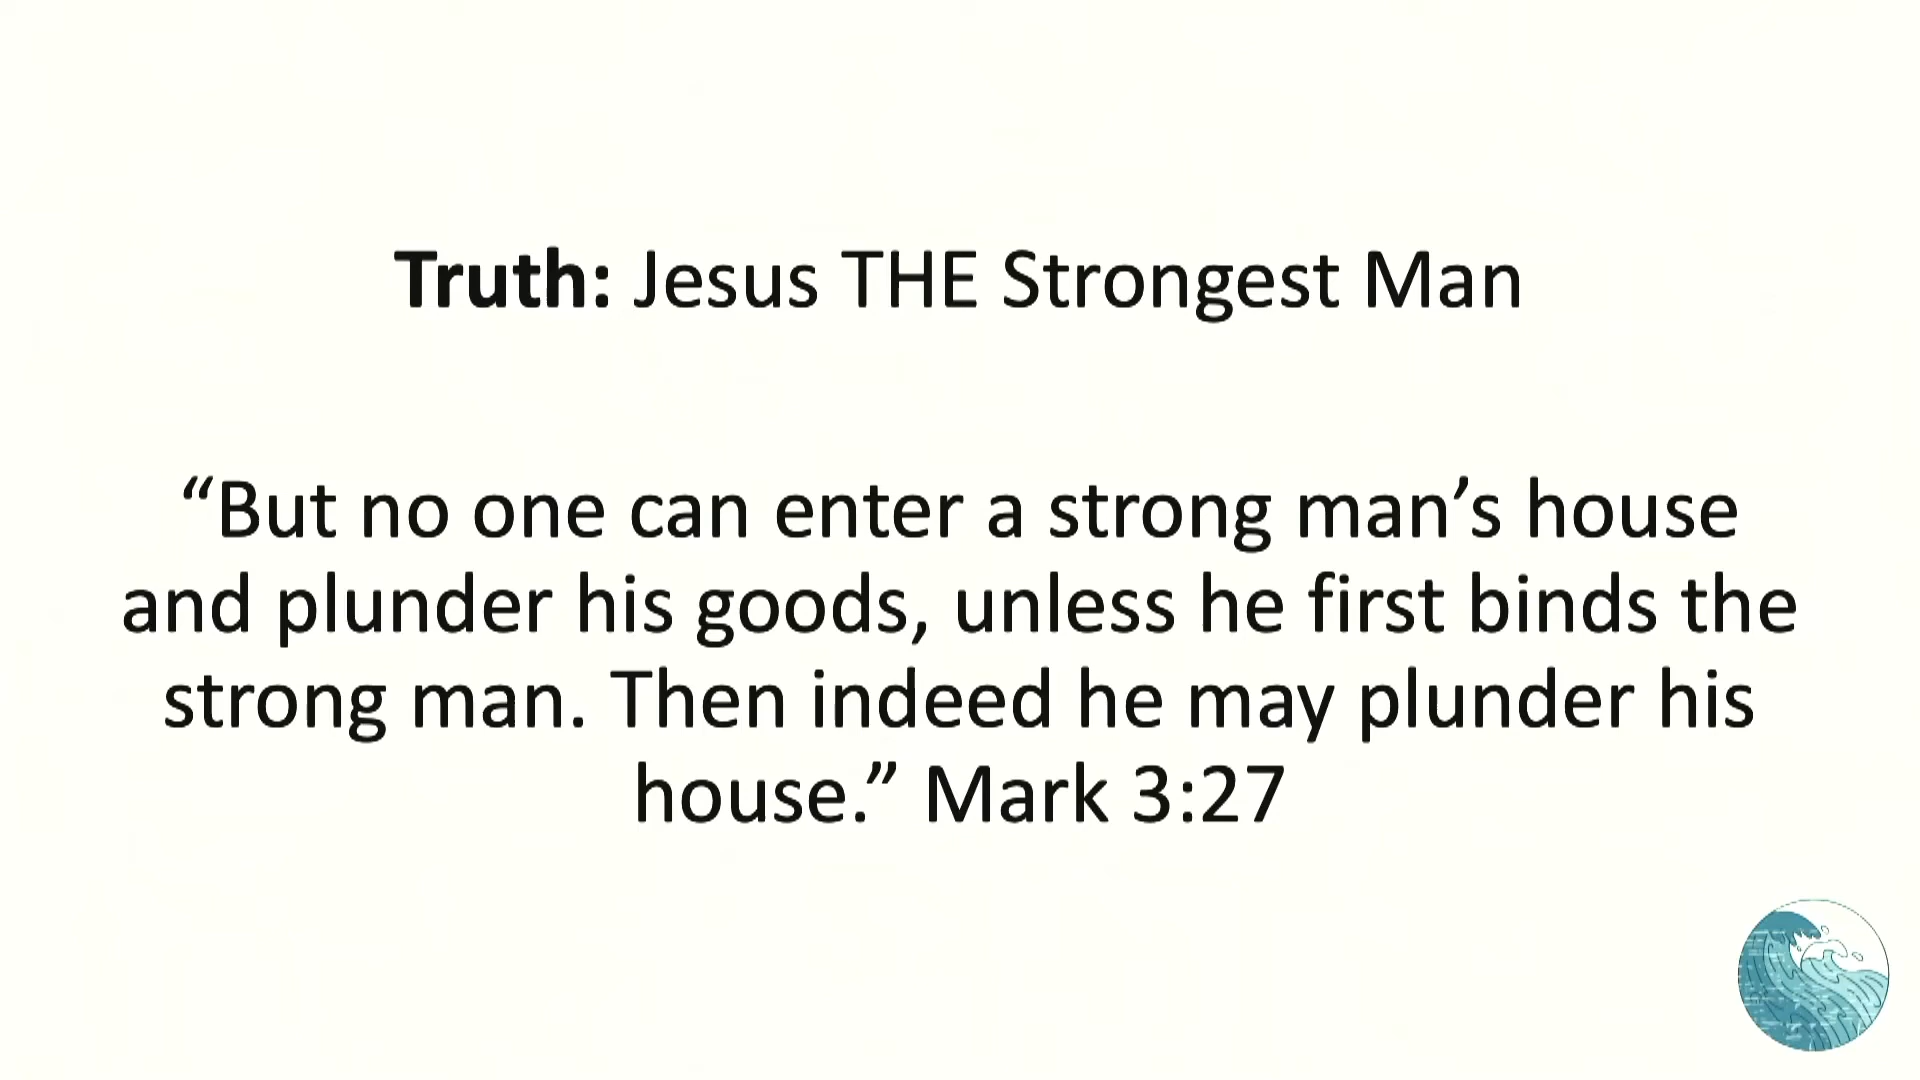 Truth: Jesus THE Strongest Man
“But no one can enter a strong man’s house
and plunder his goods, unless he first binds the
strong man. Then indeed he may plunder his
house.” Mark 3:27